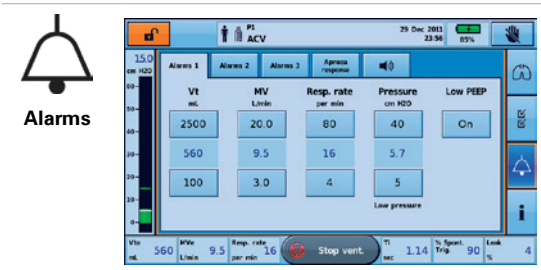 Alarms
P1
ACV
29 Dec 2011
23:56
85%
15.0
cm H2O
60-
50-
40-
30-
20-
10-
0-
Alarms 1
Alarms 2
Alarms 3
Apnoea response
Vt
mL
MV
L/min
Resp. rate
per min
Pressure
cm H2O
Low PEEP
2500
20.0
80
40
On
560
9.5
16
5.7
100
3.0
4
5
Low pressure
i
Vte
mL
560
MVe
L/min
9.5
Resp. rate
per min
16
Stop vent.
Ti
sec
1.14
% Spont.
Trig.
90
Leak
%
4